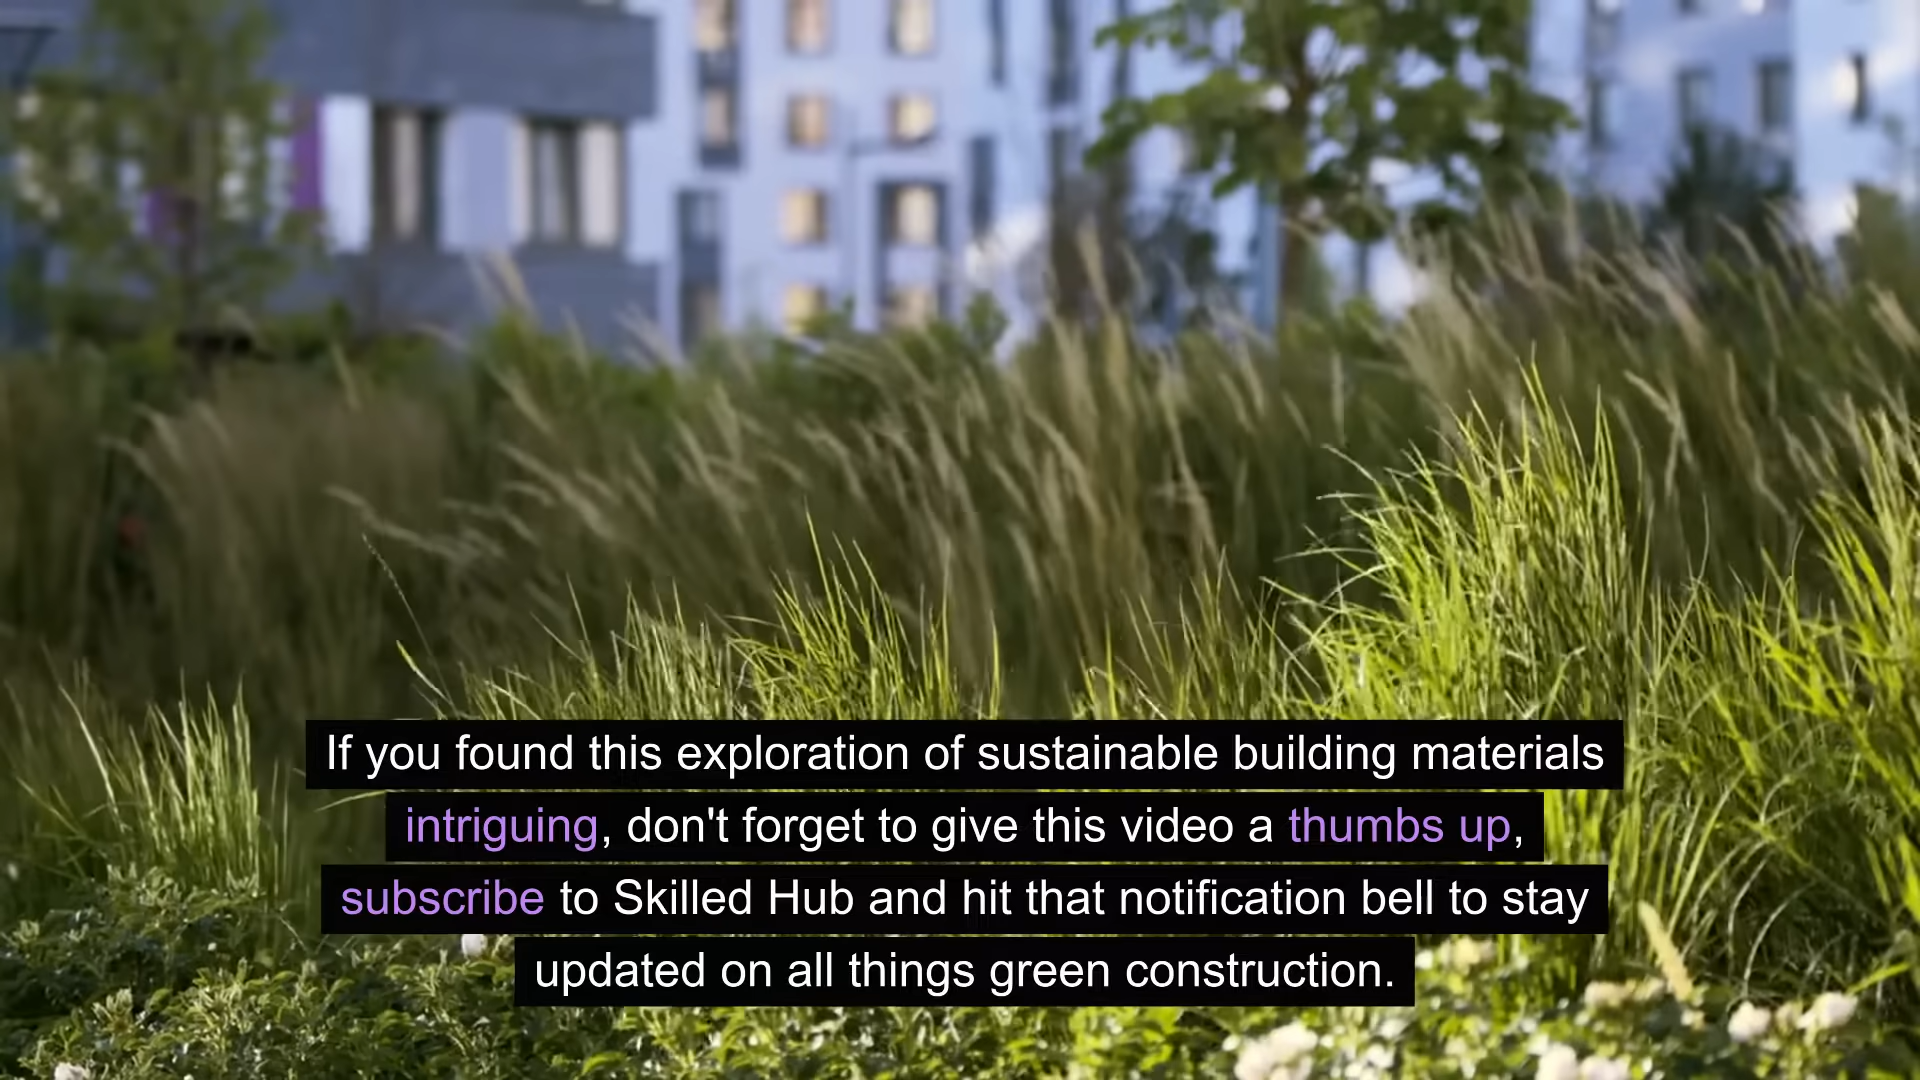 If you found this exploration of sustainable building materials
intriguing, don't forget to give this video a thumbs up,
subscribe to Skilled Hub and hit that notification bell to stay
updated on all things green construction.